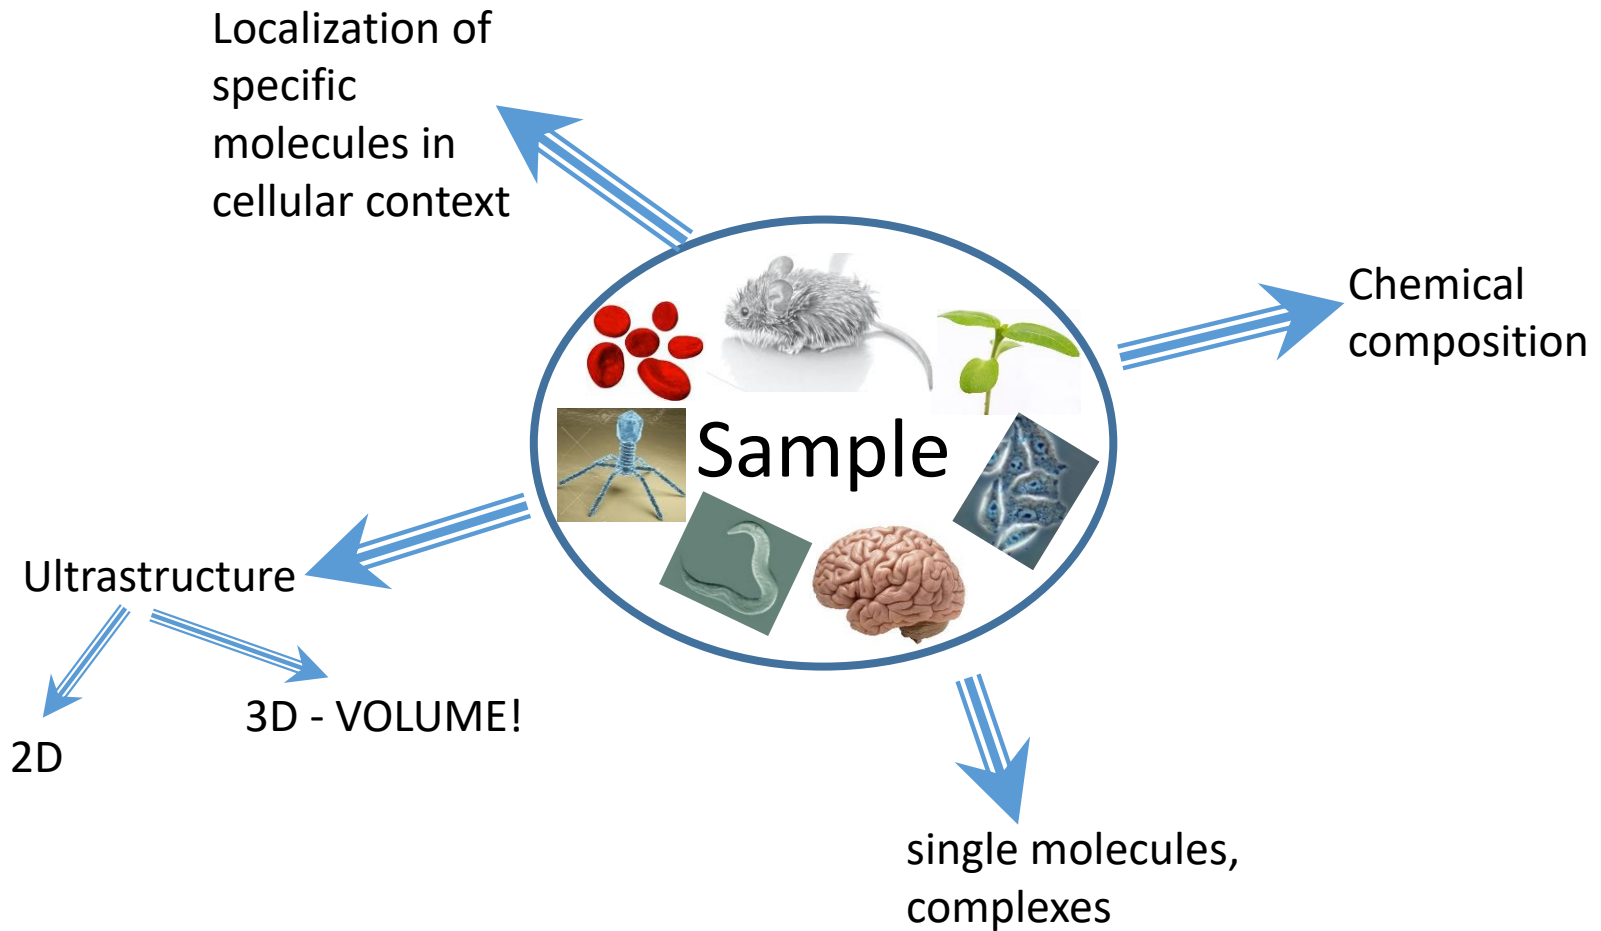 Localization of
specific
molecules in
cellular context
Chemical
composition
Sample
Ultrastructure
3D - VOLUME!
2D
single molecules,
complexes